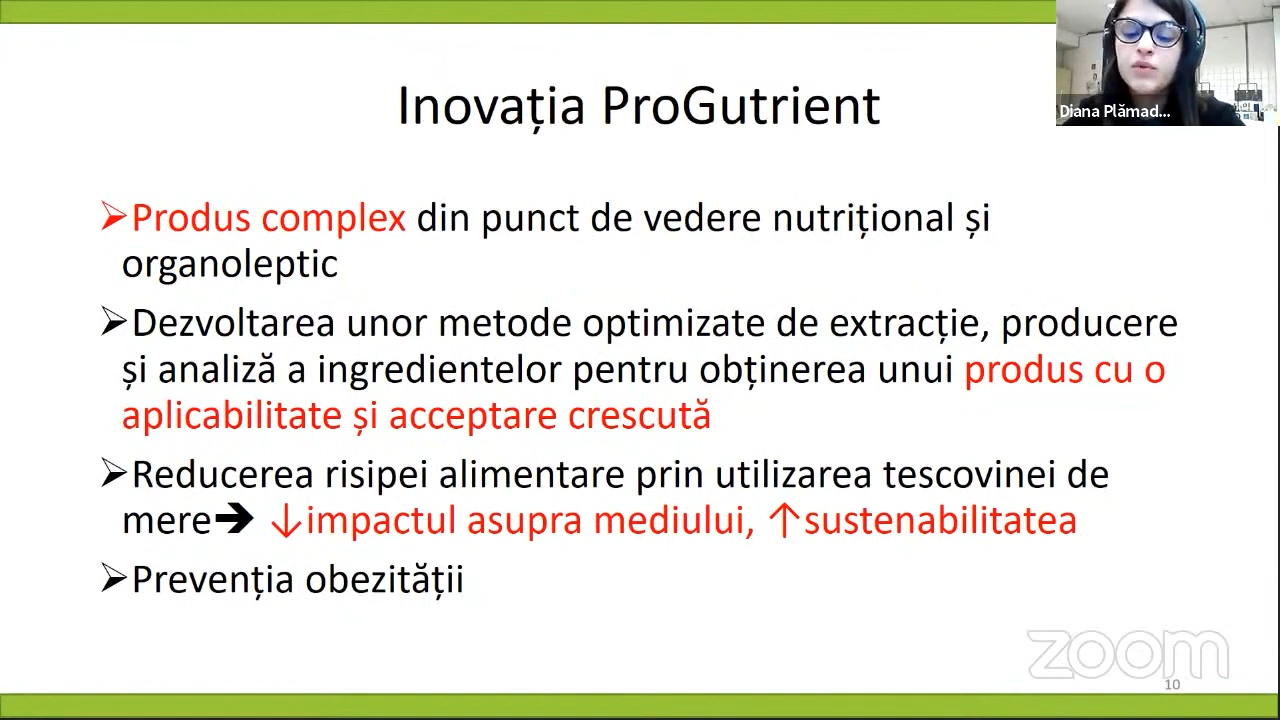 Diana Plămad...
Inovația ProGutrient
➢Produs complex din punct de vedere nutrițional și
organoleptic
➢Dezvoltarea unor metode optimizate de extracție, producere
și analiză a ingredientelor pentru obținerea unui produs cu o
aplicabilitate și acceptare crescută
➢Reducerea risipei alimentare prin utilizarea tescovinei de
mere➔ ↓impactul asupra mediului, ↑sustenabilitatea
➢Prevenția obezității
zoom
10